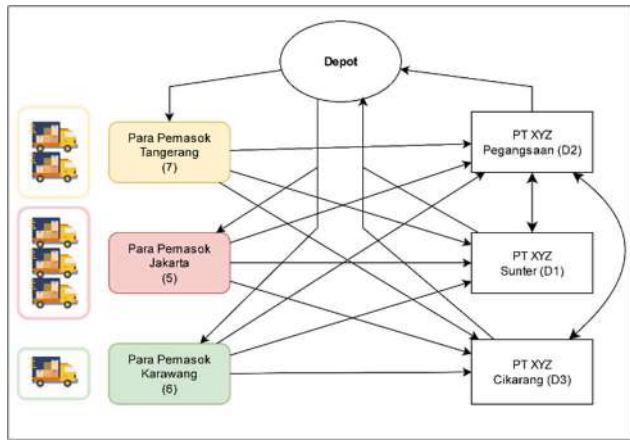 Depot
Para Pemasok
Tangerang
(7)
PT XYZ
Pegangsaan (D2)
Para Pemasok
Jakarta
(5)
PT XYZ
Sunter (D1)
Para Pemasok
Karawang
(6)
PT XYZ
Cikarang (D3)